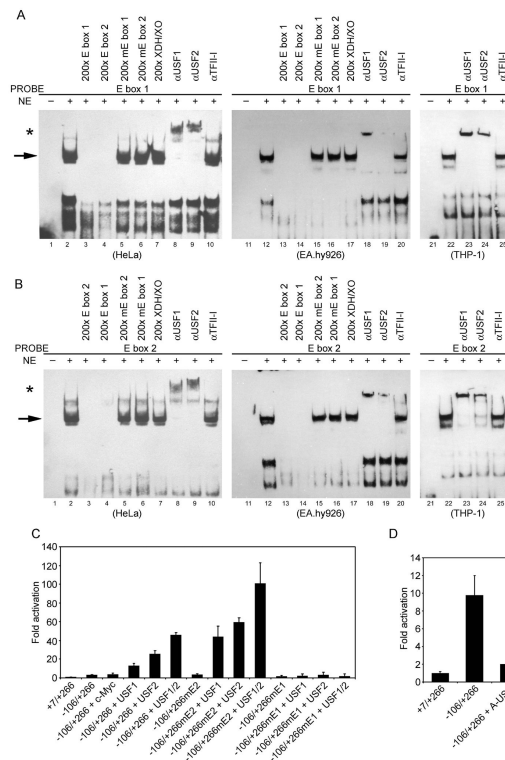 A
200x E box 1
200x E box 2
200x mE box 1
200x mE box 2
200x XDH/XO
αUSF1
αUSF2
αTFII-I
200x E box 1
200x E box 2
200x mE box 1
200x mE box 2
200x XDH/XO
αUSF1
αUSF2
αTFII-I
αUSF1
αUSF2
αTFII-I
PROBE
E box 1
E box 1
E box 1
NE
− + + + + + + + + +
− + + + + + + + + +
− + + + +
*
1 2 3 4 5 6 7 8 9 10
11 12 13 14 15 16 17 18 19 20
21 22 23 24 25
(HeLa)
(EA.hy926)
(THP-1)
B
200x E box 2
200x E box 1
200x mE box 2
200x mE box 1
200x XDH/XO
αUSF1
αUSF2
αTFII-I
200x E box 2
200x E box 1
200x mE box 2
200x mE box 1
200x XDH/XO
αUSF1
αUSF2
αTFII-I
αUSF1
αUSF2
αTFII-I
PROBE
E box 2
E box 2
E box 2
NE
− + + + + + + + + +
− + + + + + + + + +
− + + + +
*
1 2 3 4 5 6 7 8 9 10
11 12 13 14 15 16 17 18 19 20
21 22 23 24 25
(HeLa)
(EA.hy926)
(THP-1)
C
Fold activation
140
120
100
80
60
40
20
0
+7/+266
-106/+266
-106/+266 + c-Myc
-106/+266 + USF1
-106/+266 + USF2
-106/+266 + USF1/2
-106/+266mE2
-106/+266mE2 + USF1
-106/+266mE2 + USF2
-106/+266mE2 + USF1/2
-106/+266mE1
-106/+266mE1 + USF1
-106/+266mE1 + USF2
-106/+266mE1 + USF1/2
D
Fold activation
14
12
10
8
6
4
2
0
+7/+266
-106/+266
-106/+266 + A-US